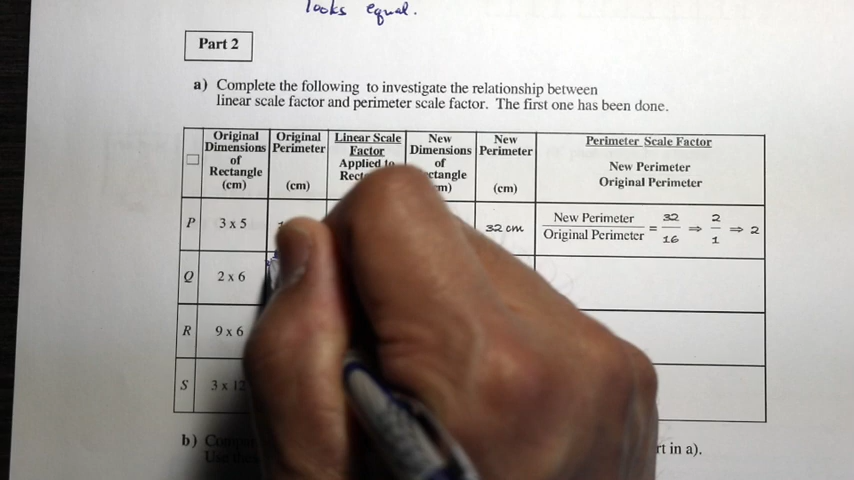 looks equal.
Part 2
a) Complete the following to investigate the relationship between
linear scale factor and perimeter scale factor. The first one has been done.
Original Dimensions of Rectangle (cm)
Original Perimeter (cm)
Linear Scale Factor Applied to
New Dimensions of
New Perimeter (cm)
Perimeter Scale Factor
New Perimeter
Original Perimeter
P 3 x 5 32 cm New Perimeter / Original Perimeter = 32/16 ⇒ 2/1 ⇒ 2
Q 2 x 6
R 9 x 6
S 3 x 12
b)
rt in a).